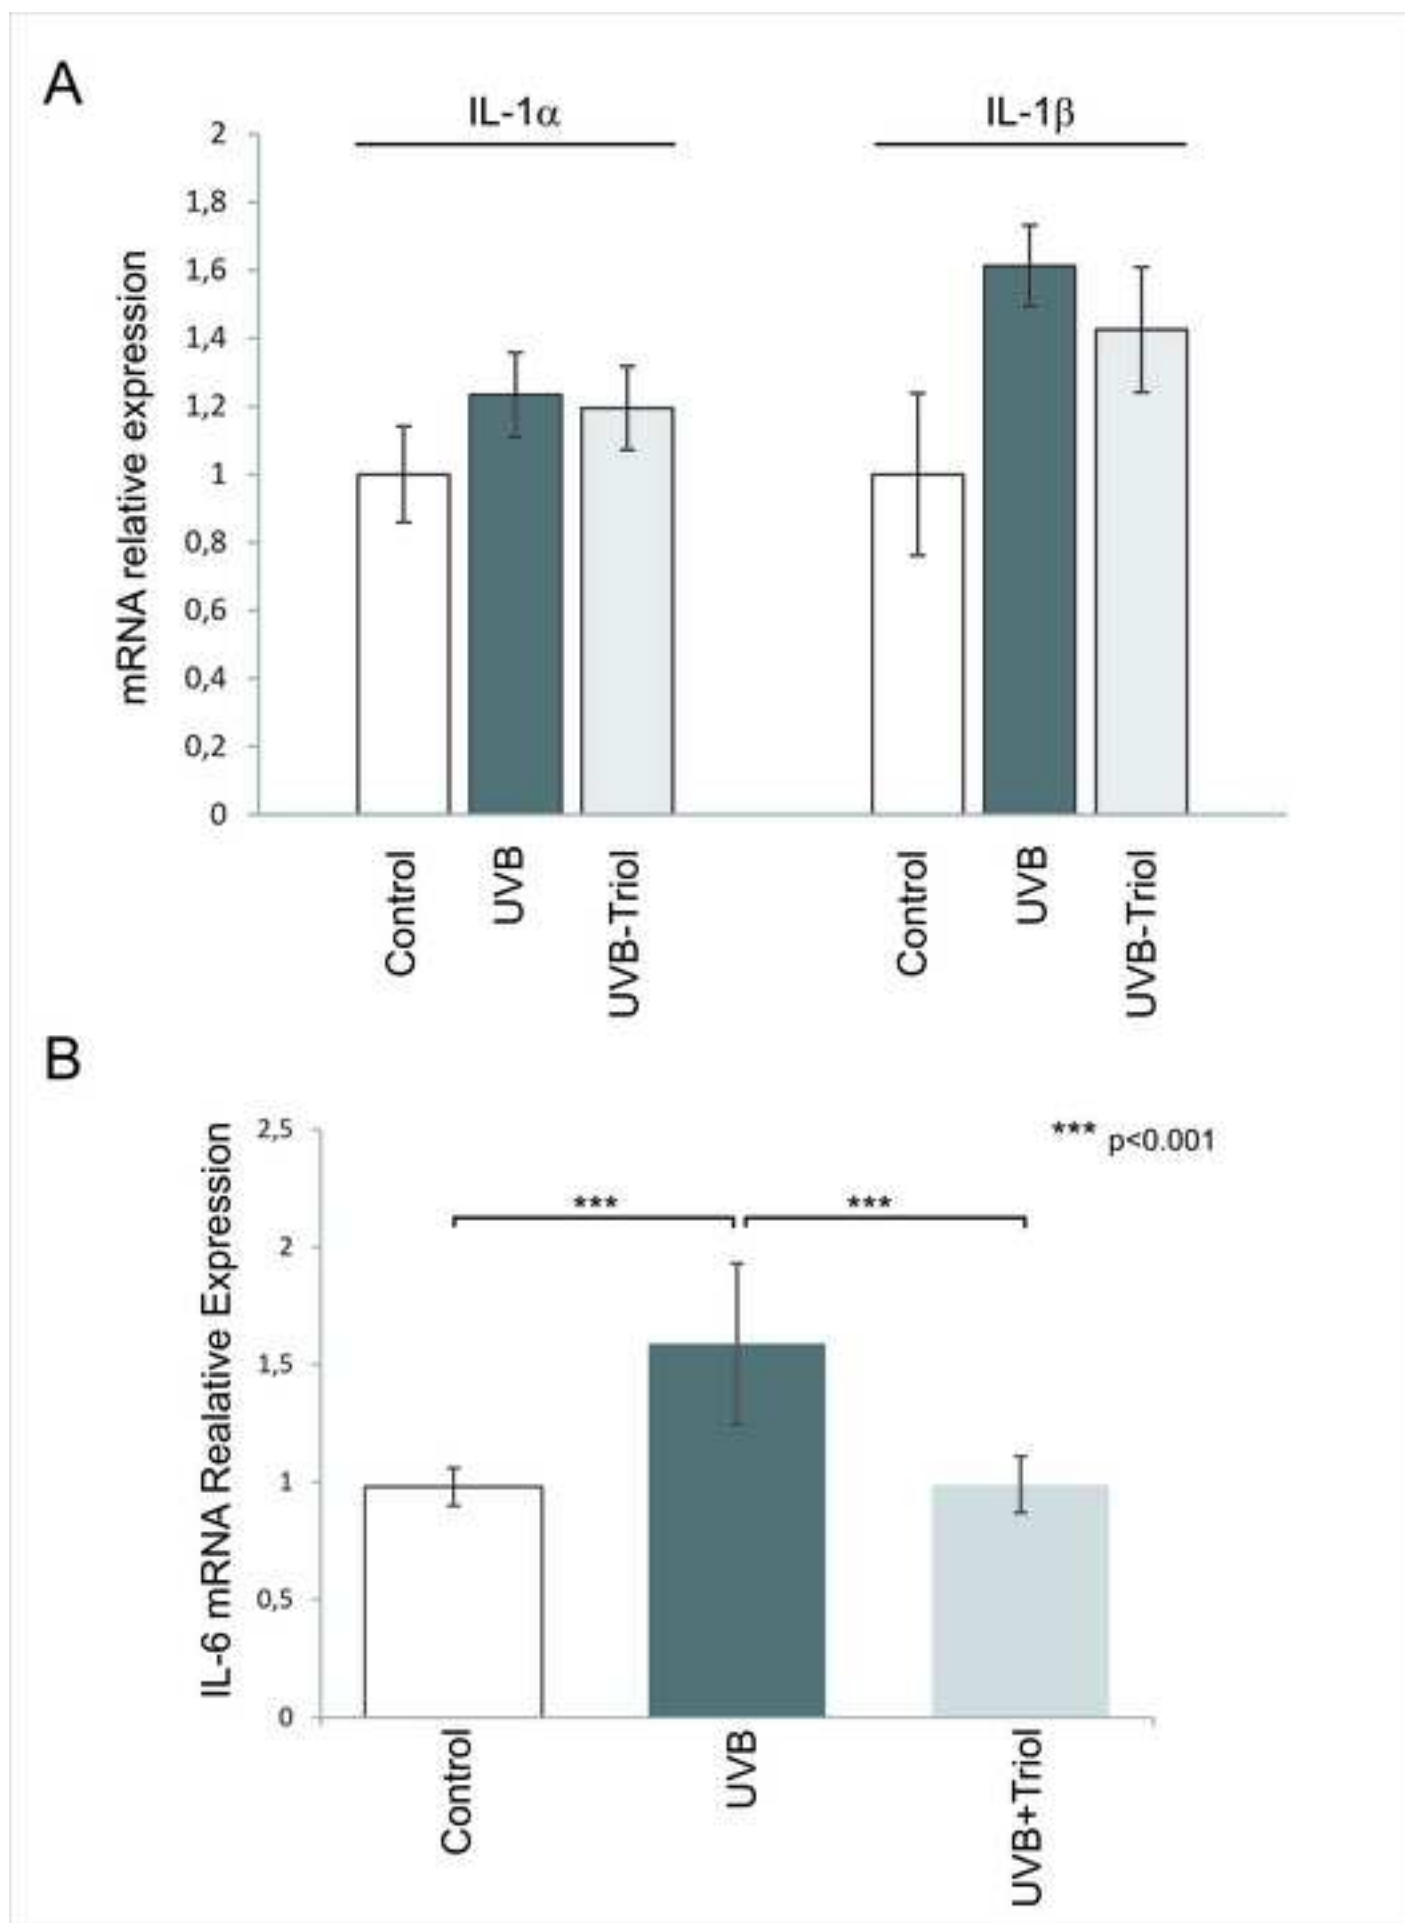 A
IL-1α
IL-1β
mRNA relative expression
2
1,8
1,6
1,4
1,2
1
0,8
0,6
0,4
0,2
0
Control
UVB
UVB-Triol
Control
UVB
UVB-Triol
B
IL-6 mRNA Realative Expression
2,5
2
1,5
1
0,5
0
*** p<0.001
***
***
Control
UVB
UVB+Triol